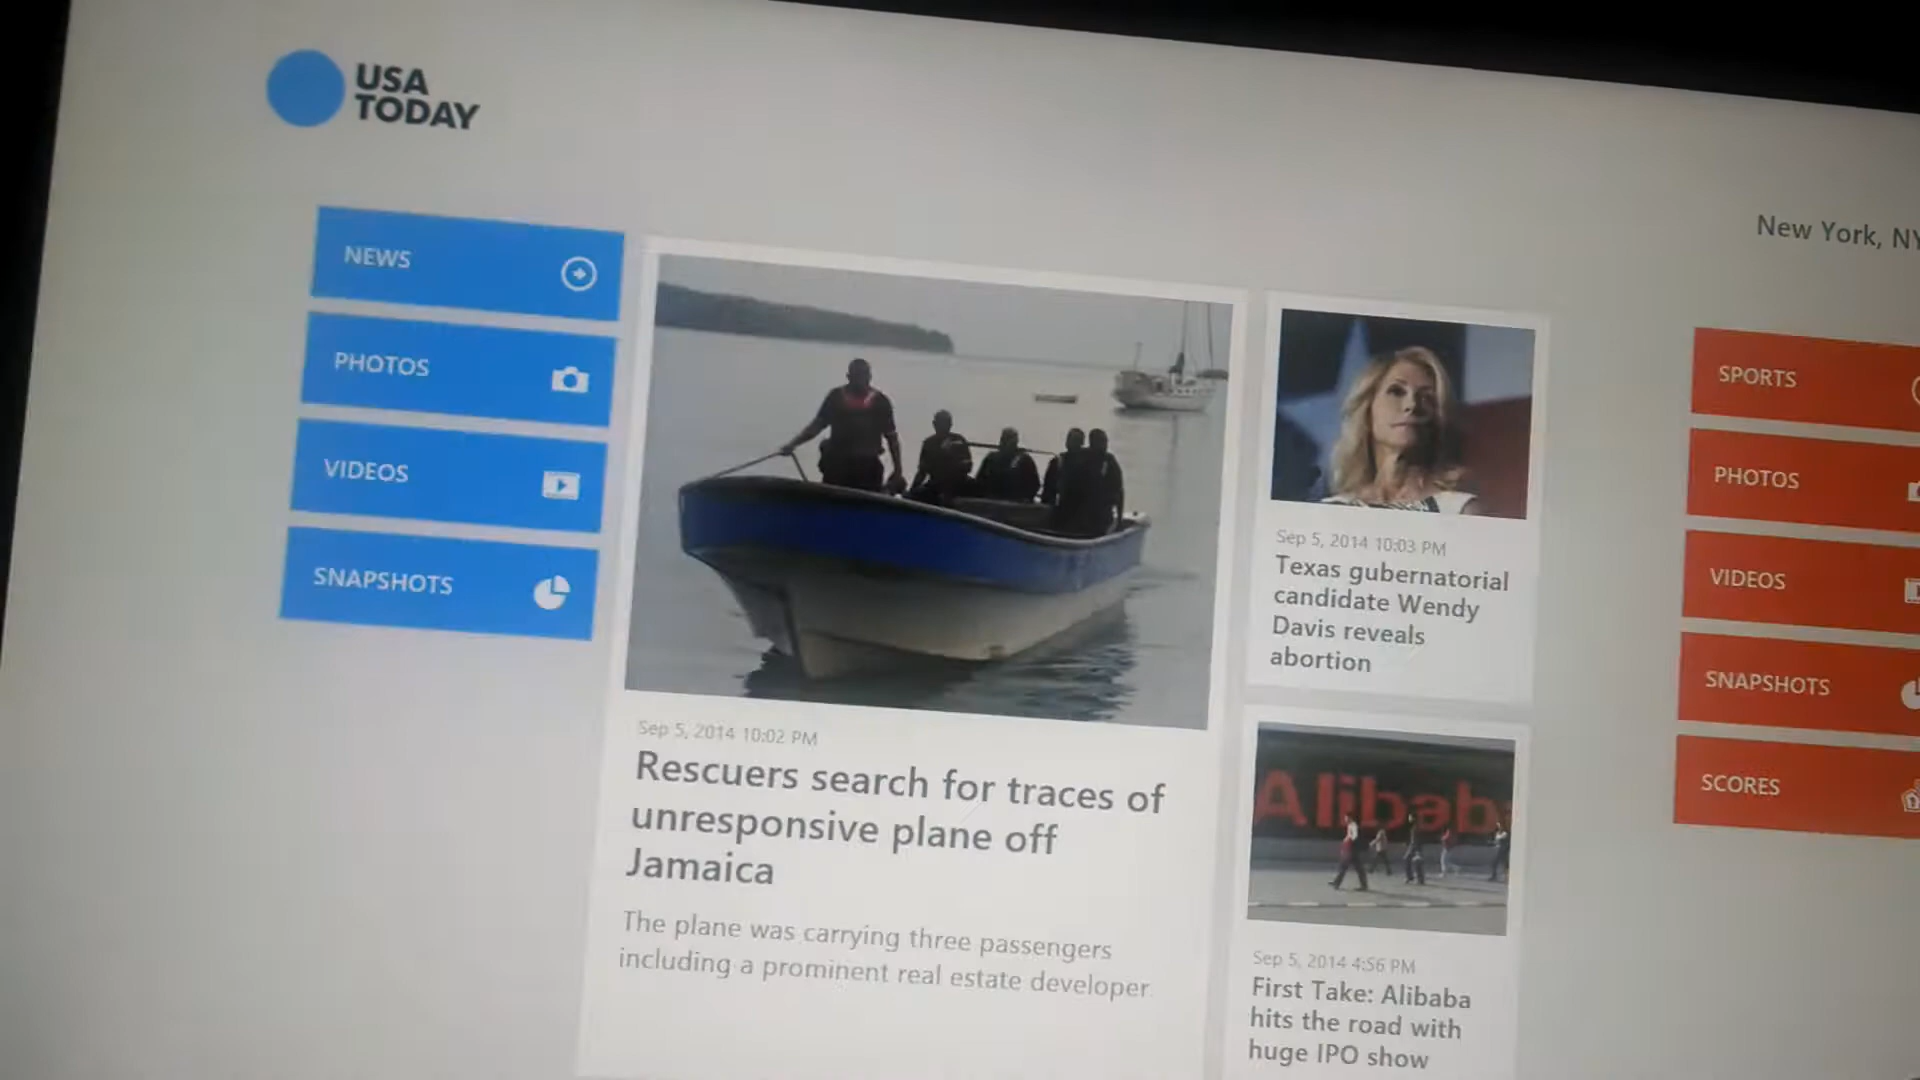 USA
TODAY
New York, NY
NEWS
PHOTOS
VIDEOS
SNAPSHOTS
Sep 5, 2014 10:02 PM
Rescuers search for traces of
unresponsive plane off
Jamaica
The plane was carrying three passengers
including a prominent real estate developer.
Sep 5, 2014 10:03 PM
Texas gubernatorial
candidate Wendy
Davis reveals
abortion
Alibab
Sep 5, 2014 4:56 PM
First Take: Alibaba
hits the road with
huge IPO show
SPORTS
PHOTOS
VIDEOS
SNAPSHOTS
SCORES